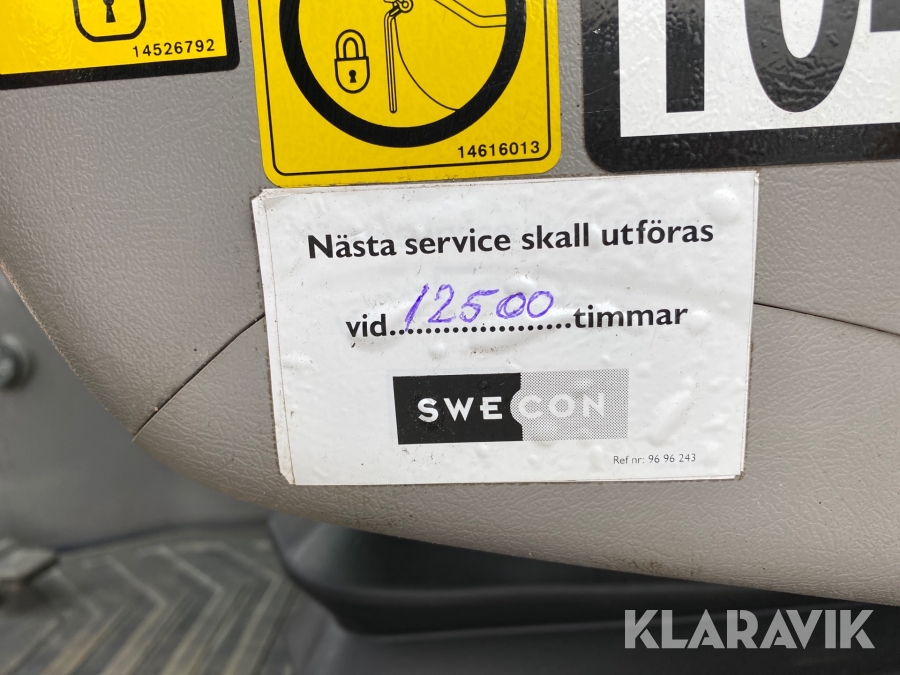 14526792
14616013
Nästa service skall utföras
vid....12500....timmar
SWECON
Ref nr: 96 96 243
KLARAVIK